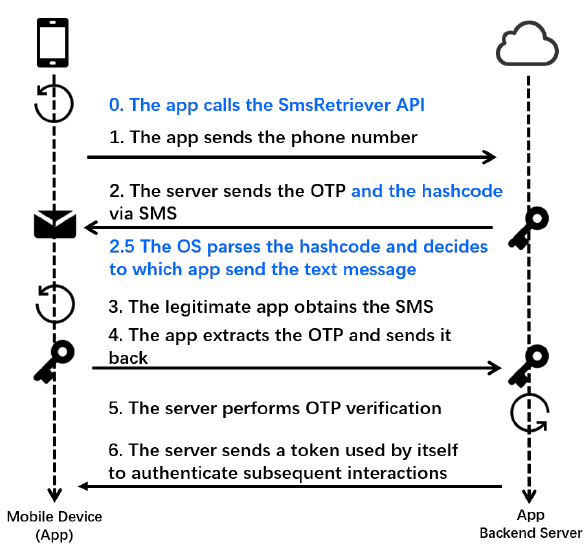 0. The app calls the SmsRetriever API
1. The app sends the phone number
2. The server sends the OTP and the hashcode
via SMS
2.5 The OS parses the hashcode and decides
to which app send the text message
3. The legitimate app obtains the SMS
4. The app extracts the OTP and sends it
back
5. The server performs OTP verification
6. The server sends a token used by itself
to authenticate subsequent interactions
Mobile Device
(App)
App
Backend Server